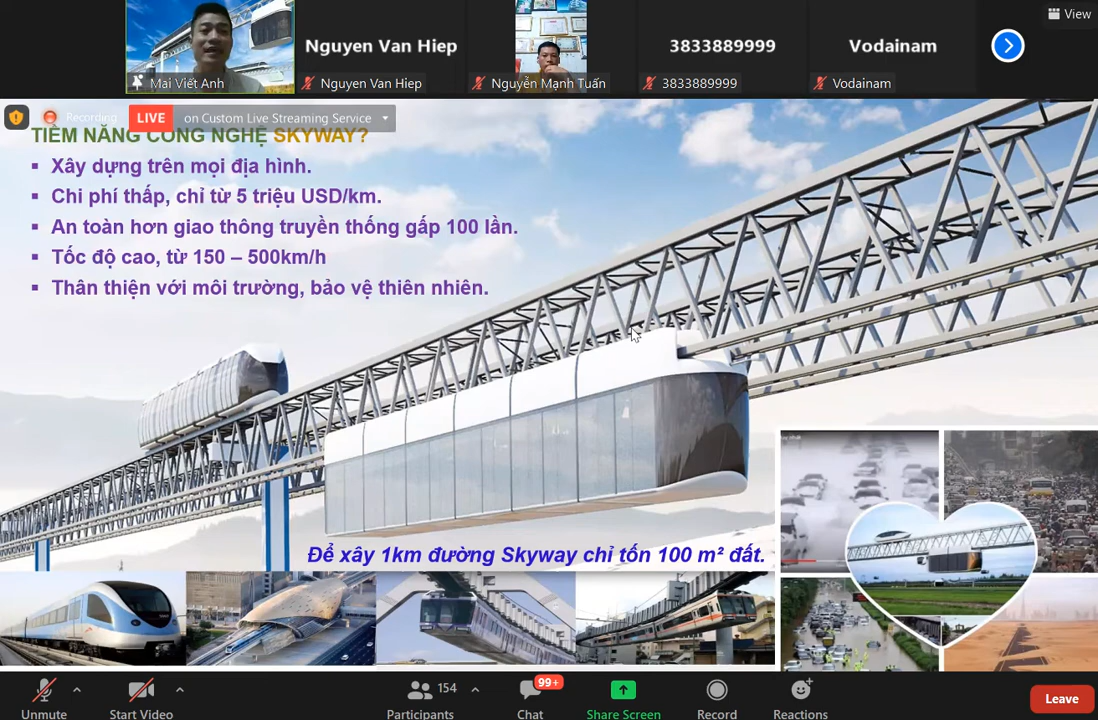 View
Nguyen Van Hiep
3833889999
Vodainam
Mai Viết Anh
Nguyen Van Hiep
Nguyễn Mạnh Tuấn
3833889999
Vodainam
Recording
LIVE
on Custom Live Streaming Service
TIỀM NĂNG CÔNG NGHỆ SKYWAY?
▪ Xây dựng trên mọi địa hình.
▪ Chi phí thấp, chỉ từ 5 triệu USD/km.
▪ An toàn hơn giao thông truyền thống gấp 100 lần.
▪ Tốc độ cao, từ 150 – 500km/h
▪ Thân thiện với môi trường, bảo vệ thiên nhiên.
Để xây 1km đường Skyway chỉ tốn 100 m² đất.
154
99+
Unmute
Start Video
Participants
Chat
Share Screen
Record
Reactions
Leave